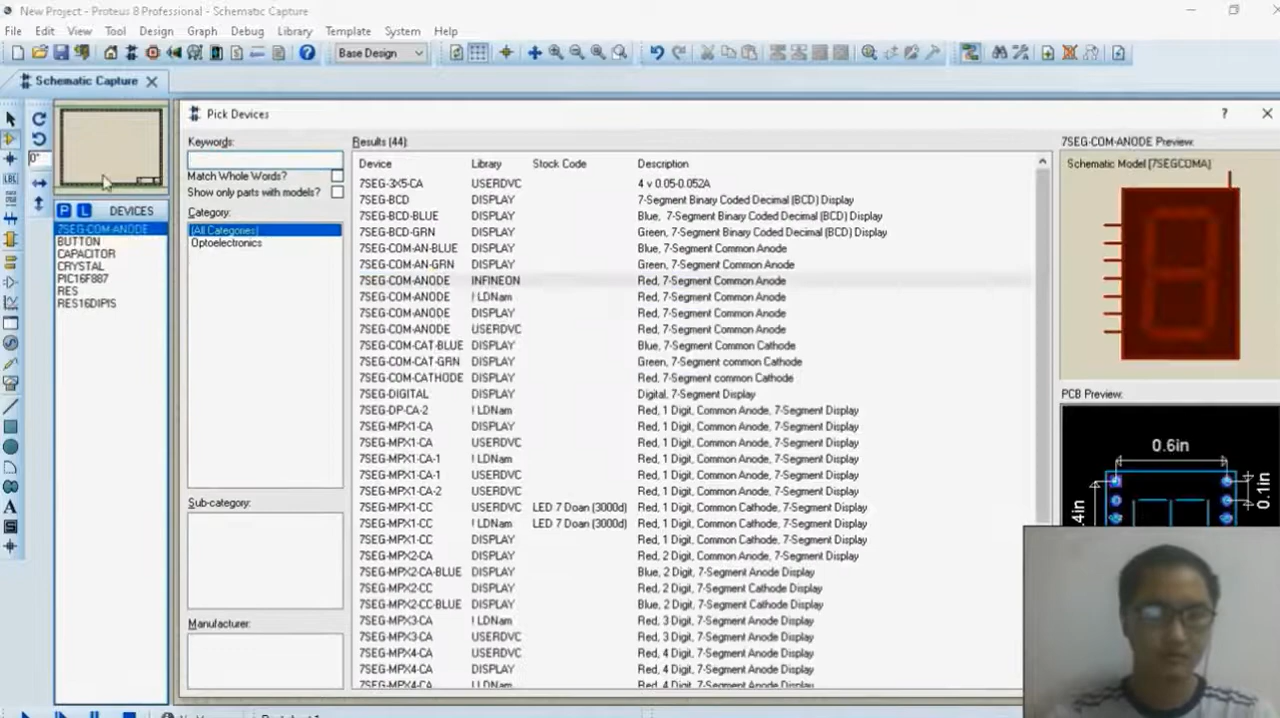 New Project - Proteus 8 Professional - Schematic Capture
File Edit View Tool Design Graph Debug Library Template System Help
Base Design
Schematic Capture
Pick Devices
Keywords:
Match Whole Words?
Show only parts with models?
Category:
(All Categories)
Optoelectronics
Sub-category:
Manufacturer:
0°
LBL
P L DEVICES
7SEG-COM-ANODE
BUTTON
CAPACITOR
CRYSTAL
PIC16F887
RES
RES16DIPIS
A
Results (44):
Device Library Stock Code Description
7SEG-3X5-CA USERDVC 4 v 0.05-0.052A
7SEG-BCD DISPLAY 7-Segment Binary Coded Decimal (BCD) Display
7SEG-BCD-BLUE DISPLAY Blue, 7-Segment Binary Coded Decimal (BCD) Display
7SEG-BCD-GRN DISPLAY Green, 7-Segment Binary Coded Decimal (BCD) Display
7SEG-COM-AN-BLUE DISPLAY Blue, 7-Segment Common Anode
7SEG-COM-AN-GRN DISPLAY Green, 7-Segment Common Anode
7SEG-COM-ANODE INFINEON Red, 7-Segment Common Anode
7SEG-COM-ANODE ! LDNam Red, 7-Segment Common Anode
7SEG-COM-ANODE DISPLAY Red, 7-Segment Common Anode
7SEG-COM-ANODE USERDVC Red, 7-Segment Common Anode
7SEG-COM-CAT-BLUE DISPLAY Blue, 7-Segment Common Cathode
7SEG-COM-CAT-GRN DISPLAY Green, 7-Segment common Cathode
7SEG-COM-CATHODE DISPLAY Red, 7-Segment common Cathode
7SEG-DIGITAL DISPLAY Digital, 7-Segment Display
7SEG-DP-CA-2 ! LDNam Red, 1 Digit, Common Anode, 7-Segment Display
7SEG-MPX1-CA DISPLAY Red, 1 Digit, Common Anode, 7-Segment Display
7SEG-MPX1-CA USERDVC Red, 1 Digit, Common Anode, 7-Segment Display
7SEG-MPX1-CA-1 ! LDNam Red, 1 Digit, Common Anode, 7-Segment Display
7SEG-MPX1-CA-1 USERDVC Red, 1 Digit, Common Anode, 7-Segment Display
7SEG-MPX1-CA-2 USERDVC Red, 1 Digit, Common Anode, 7-Segment Display
7SEG-MPX1-CC USERDVC LED 7 Doan (3000d) Red, 1 Digit, Common Cathode, 7-Segment Display
7SEG-MPX1-CC ! LDNam LED 7 Doan (3000d) Red, 1 Digit, Common Cathode, 7-Segment Display
7SEG-MPX1-CC DISPLAY Red, 1 Digit, Common Cathode, 7-Segment Display
7SEG-MPX2-CA DISPLAY Red, 2 Digit, Common Anode, 7-Segment Display
7SEG-MPX2-CA-BLUE DISPLAY Blue, 2 Digit, 7-Segment Anode Display
7SEG-MPX2-CC DISPLAY Red, 2 Digit, 7-Segment Cathode Display
7SEG-MPX2-CC-BLUE DISPLAY Blue, 2 Digit, 7-Segment Cathode Display
7SEG-MPX3-CA ! LDNam Red, 3 Digit, 7-Segment Anode Display
7SEG-MPX3-CA USERDVC Red, 3 Digit, 7-Segment Anode Display
7SEG-MPX4-CA USERDVC Red, 4 Digit, 7-Segment Anode Display
7SEG-MPX4-CA DISPLAY Red, 4 Digit, 7-Segment Anode Display
7SEG-MPX4-CA ! LDNam Red, 4 Digit, 7-Segment Anode Display
7SEG-COM-ANODE Preview:
Schematic Model [7SEGCOMA]
PCB Preview:
0.6in
0.1in